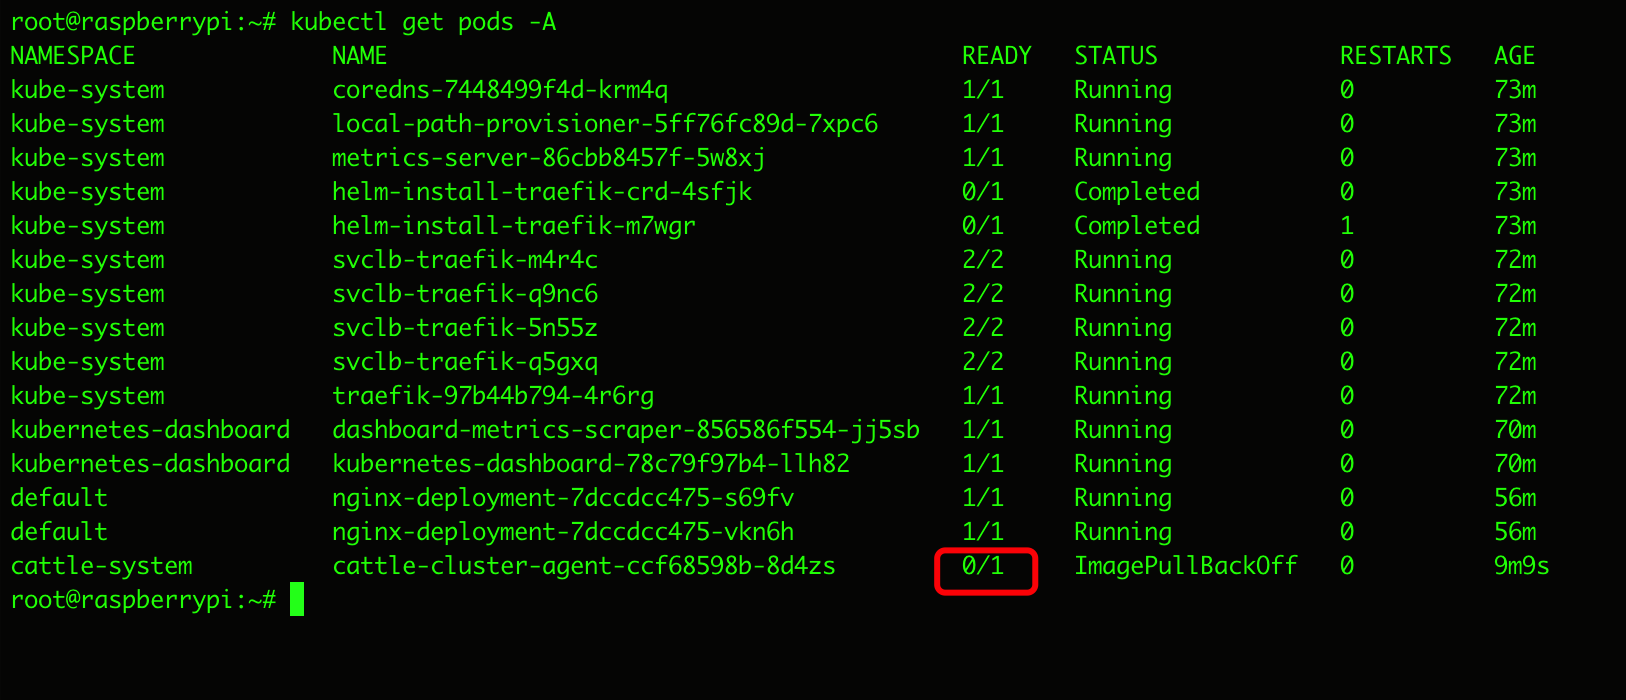 root@raspberrypi:~# kubectl get pods -A
NAMESPACE NAME READY STATUS RESTARTS AGE
kube-system coredns-7448499f4d-krm4q 1/1 Running 0 73m
kube-system local-path-provisioner-5ff76fc89d-7xpc6 1/1 Running 0 73m
kube-system metrics-server-86cbb8457f-5w8xj 1/1 Running 0 73m
kube-system helm-install-traefik-crd-4sfjk 0/1 Completed 0 73m
kube-system helm-install-traefik-m7wgr 0/1 Completed 1 73m
kube-system svclb-traefik-m4r4c 2/2 Running 0 72m
kube-system svclb-traefik-q9nc6 2/2 Running 0 72m
kube-system svclb-traefik-5n55z 2/2 Running 0 72m
kube-system svclb-traefik-q5gxq 2/2 Running 0 72m
kube-system traefik-97b44b794-4r6rg 1/1 Running 0 72m
kubernetes-dashboard dashboard-metrics-scraper-856586f554-jj5sb 1/1 Running 0 70m
kubernetes-dashboard kubernetes-dashboard-78c79f97b4-llh82 1/1 Running 0 70m
default nginx-deployment-7dccdcc475-s69fv 1/1 Running 0 56m
default nginx-deployment-7dccdcc475-vkn6h 1/1 Running 0 56m
cattle-system cattle-cluster-agent-ccf68598b-8d4zs 0/1 ImagePullBackOff 0 9m9s
root@raspberrypi:~#